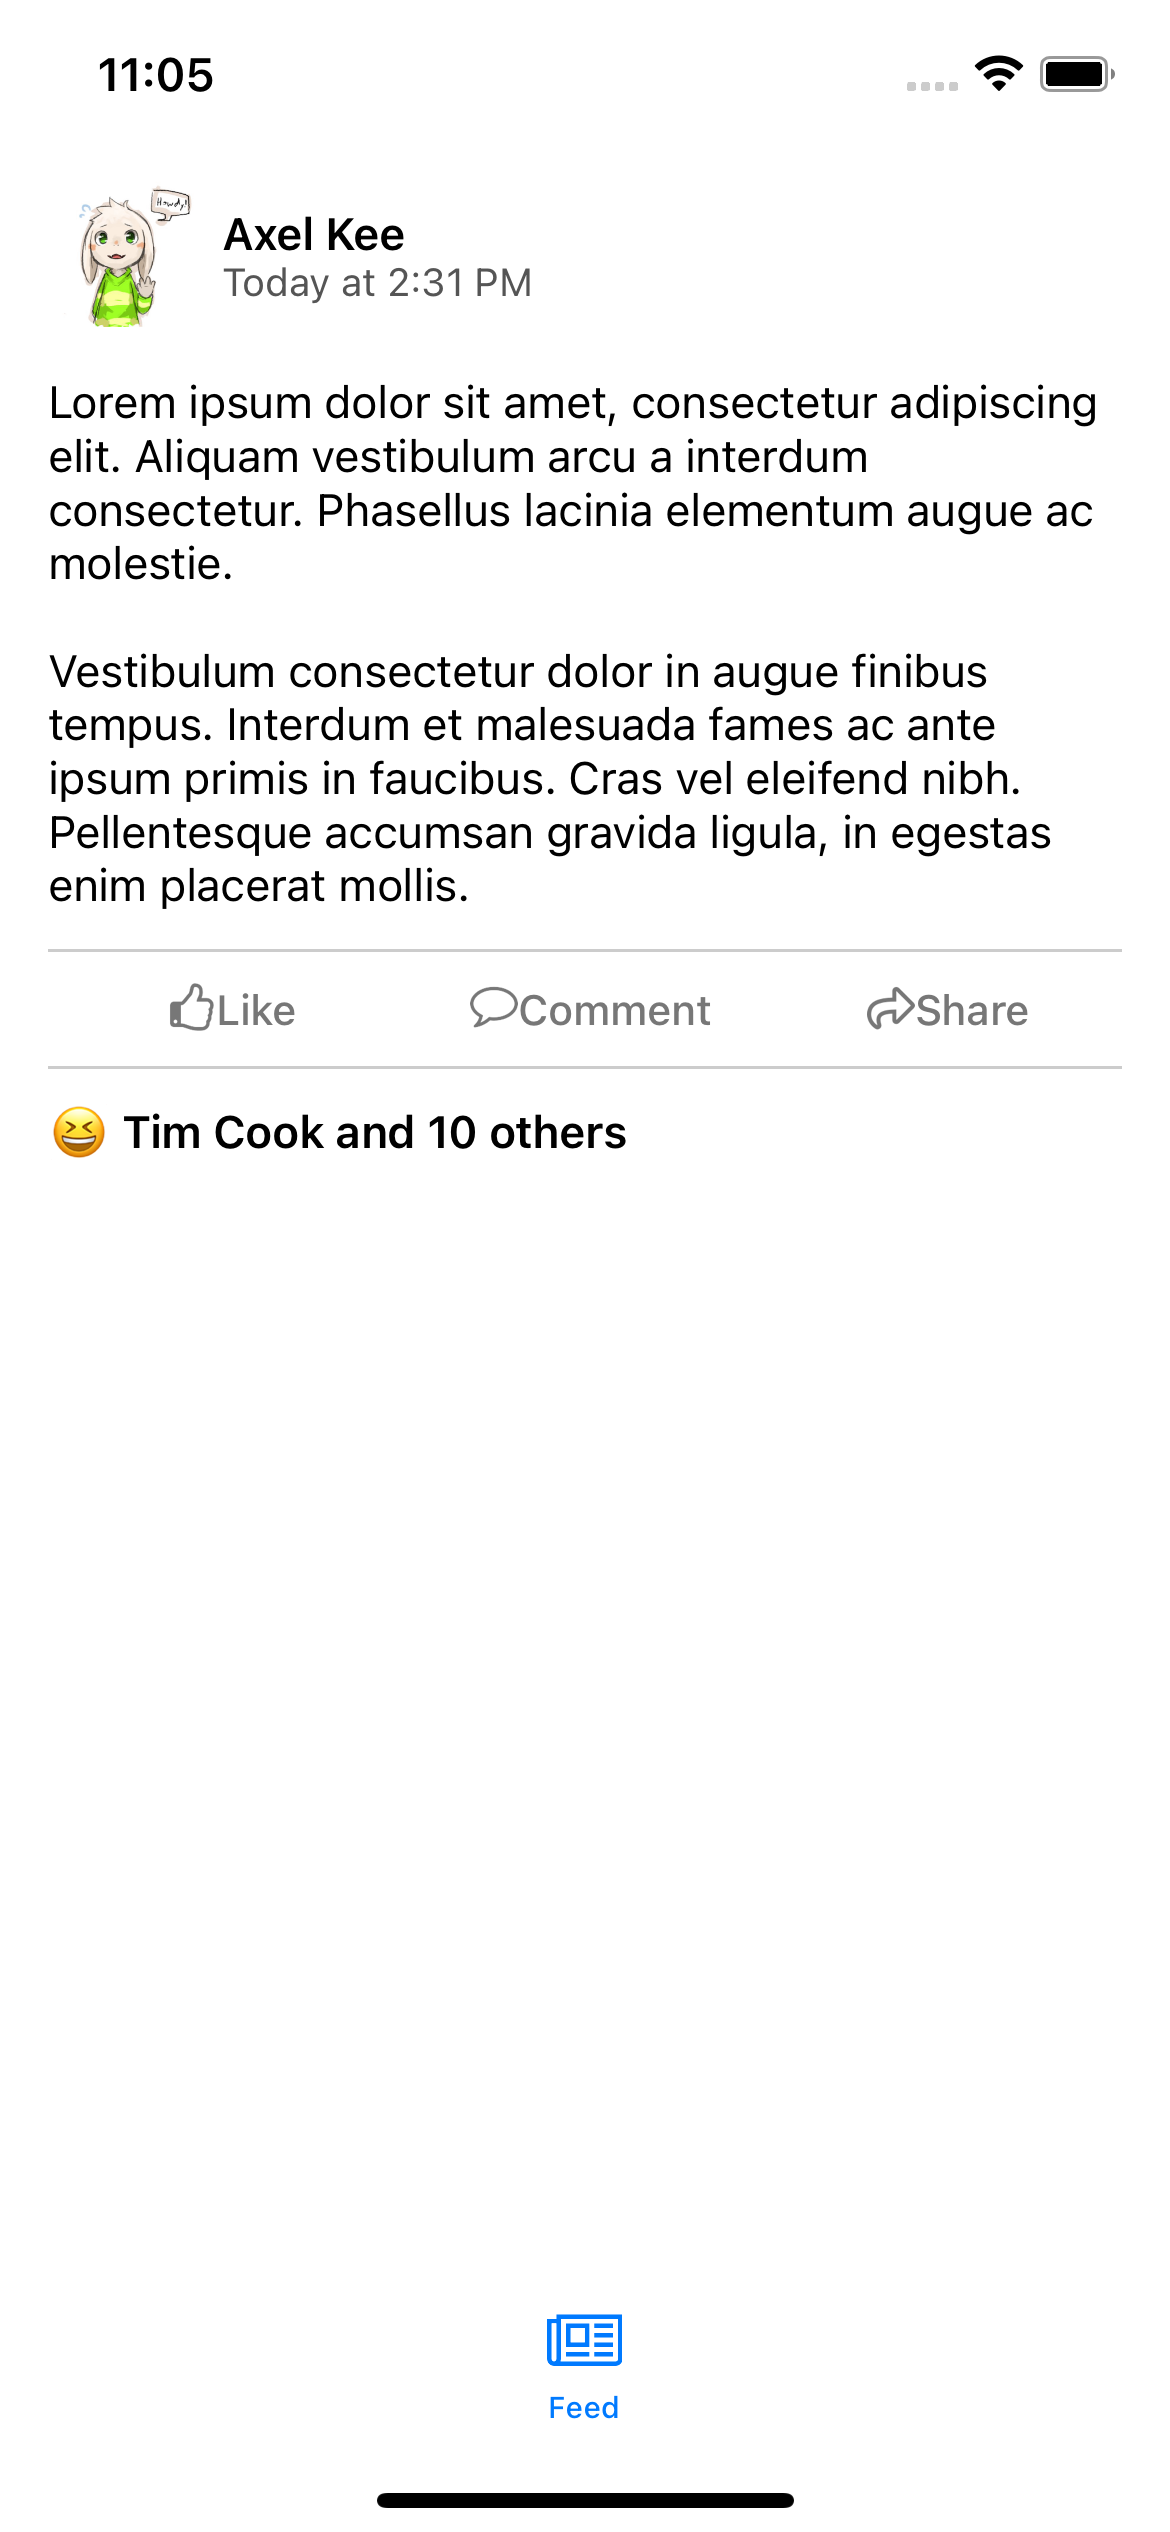 11:05
Howdy!
Axel Kee
Today at 2:31 PM
Lorem ipsum dolor sit amet, consectetur adipiscing
elit. Aliquam vestibulum arcu a interdum
consectetur. Phasellus lacinia elementum augue ac
molestie.
Vestibulum consectetur dolor in augue finibus
tempus. Interdum et malesuada fames ac ante
ipsum primis in faucibus. Cras vel eleifend nibh.
Pellentesque accumsan gravida ligula, in egestas
enim placerat mollis.
Like Comment Share
😆 Tim Cook and 10 others
Feed